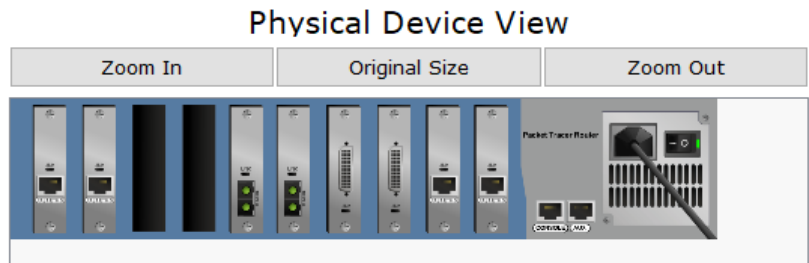 Physical Device View
Zoom In
Original Size
Zoom Out
Packet Tracer Router
CONSOLE
AUX